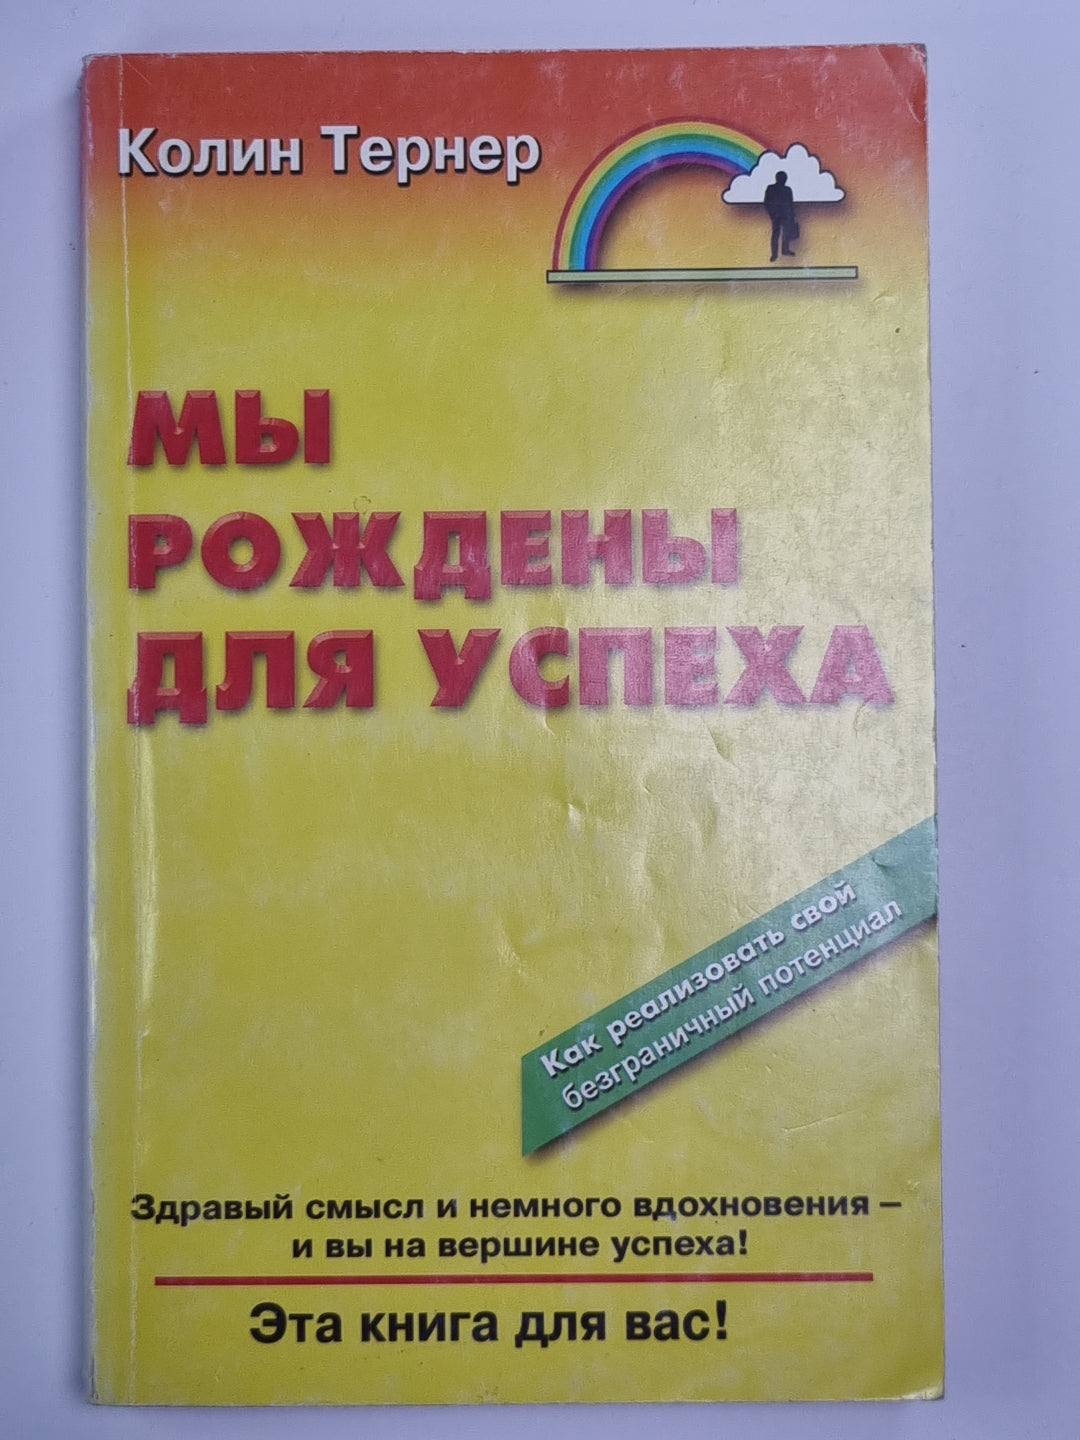 Колин Тернер
МЫ
РОЖДЕНЫ
ДЛЯ УСПЕХА
Как реализовать свой
безграничный потенциал
Здравый смысл и немного вдохновения –
и вы на вершине успеха!
Эта книга для вас!